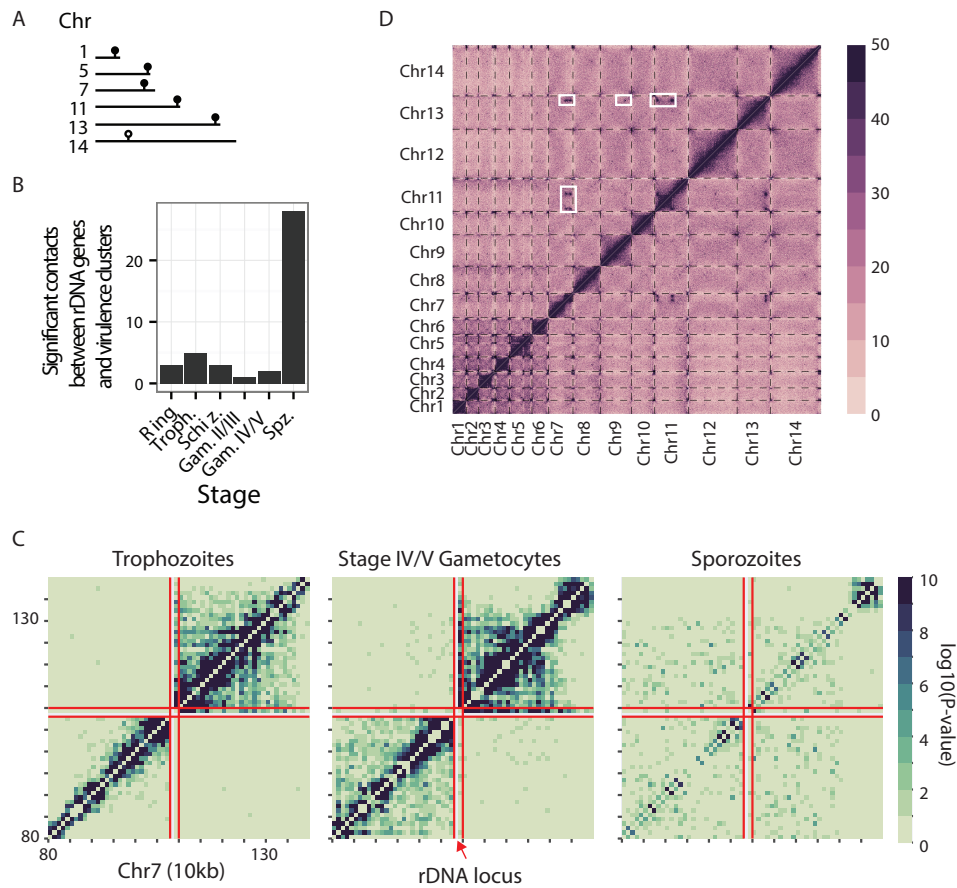 A
Chr
1
5
7
11
13
14
B
Significant contacts
between rDNA genes
and virulence clusters
20
10
0
Ring
Troph.
Schiz.
Gam. II/III
Gam. IV/V
Spz.
Stage
D
Chr14
Chr13
Chr12
Chr11
Chr10
Chr9
Chr8
Chr7
Chr6
Chr5
Chr4
Chr3
Chr2
Chr1
Chr1
Chr2
Chr3
Chr4
Chr5
Chr6
Chr7
Chr8
Chr9
Chr10
Chr11
Chr12
Chr13
Chr14
50
40
30
20
10
0
C
Trophozoites
Stage IV/V Gametocytes
Sporozoites
130
80
80
130
Chr7 (10kb)
rDNA locus
10
8
6
4
2
0
log10(P-value)